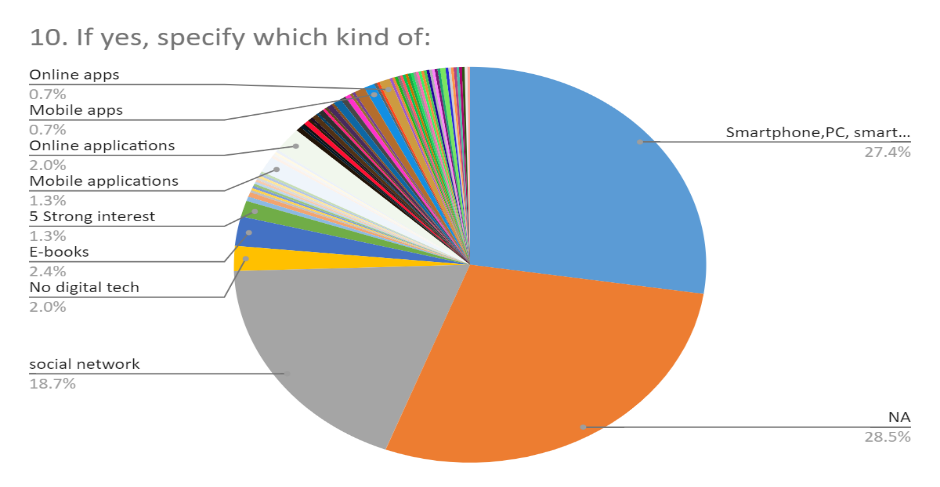 10. If yes, specify which kind of:
Online apps
0.7%
Mobile apps
0.7%
Online applications
2.0%
Mobile applications
1.3%
5 Strong interest
1.3%
E-books
2.4%
No digital tech
2.0%
social network
18.7%
Smartphone,PC, smart...
27.4%
NA
28.5%